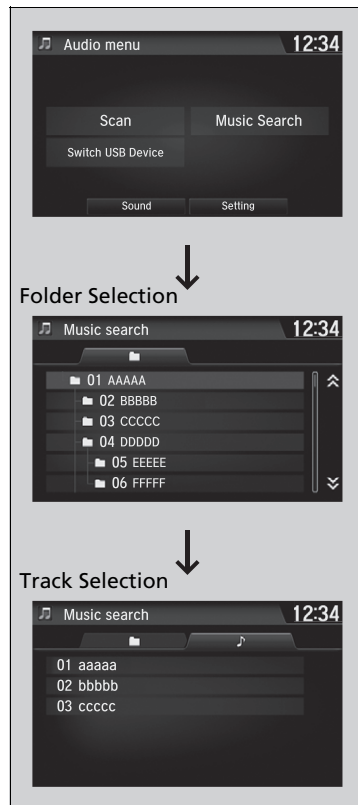 Audio menu 12:34
Scan Music Search
Switch USB Device
Sound Setting
Folder Selection
Music search 12:34
01 AAAAA
02 BBBBB
03 CCCCC
04 DDDDD
05 EEEEE
06 FFFFF
Track Selection
Music search 12:34
01 aaaaa
02 bbbbb
03 ccccc